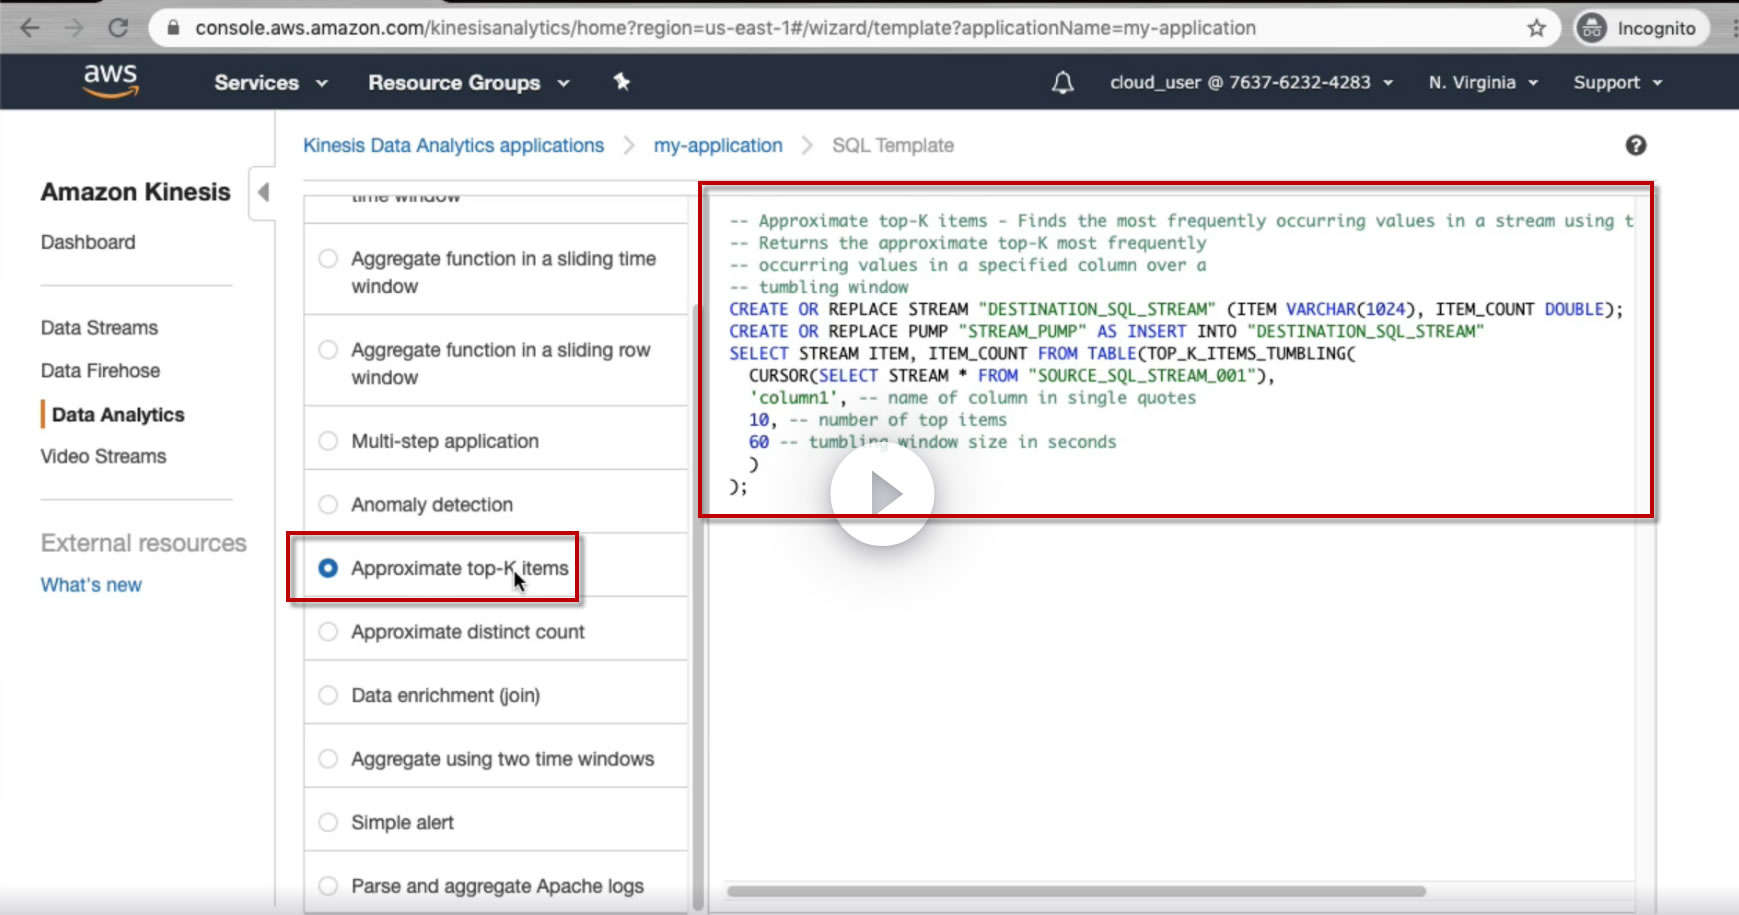 console.aws.amazon.com/kinesisanalytics/home?region=us-east-1#/wizard/template?applicationName=my-application
Incognito
aws
Services
Resource Groups
cloud_user @ 7637-6232-4283
N. Virginia
Support
Kinesis Data Analytics applications
my-application
SQL Template
?
Amazon Kinesis
Dashboard
Data Streams
Data Firehose
Data Analytics
Video Streams
External resources
What's new
time window
Aggregate function in a sliding time
window
Aggregate function in a sliding row
window
Multi-step application
Anomaly detection
Approximate top-K items
Approximate distinct count
Data enrichment (join)
Aggregate using two time windows
Simple alert
Parse and aggregate Apache logs
-- Approximate top-K items - Finds the most frequently occurring values in a stream using t
-- Returns the approximate top-K most frequently
-- occurring values in a specified column over a
-- tumbling window
CREATE OR REPLACE STREAM "DESTINATION_SQL_STREAM" (ITEM VARCHAR(1024), ITEM_COUNT DOUBLE);
CREATE OR REPLACE PUMP "STREAM_PUMP" AS INSERT INTO "DESTINATION_SQL_STREAM"
SELECT STREAM ITEM, ITEM_COUNT FROM TABLE(TOP_K_ITEMS_TUMBLING(
CURSOR(SELECT STREAM * FROM "SOURCE_SQL_STREAM_001"),
'column1', -- name of column in single quotes
10, -- number of top items
60 -- tumbling window size in seconds
)
);